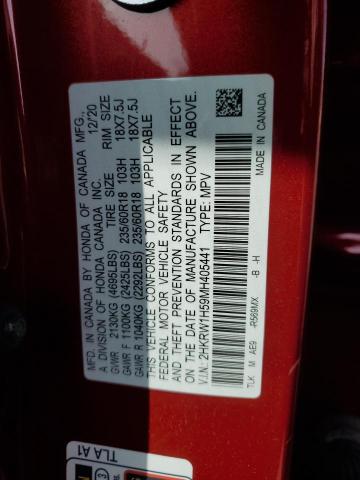 MFD. IN CANADA BY HONDA OF CANADA MFG.,
A DIVISION OF HONDA CANADA INC. 12/20
TIRE SIZE RIM SIZE
GVWR 2130KG (4695LBS)
GAWR F 1100KG (2425LBS) 235/60R18 103H 18X7.5J
GAWR R 1040KG (2292LBS) 235/60R18 103H 18X7.5J
THIS VEHICLE CONFORMS TO ALL APPLICABLE
FEDERAL MOTOR VEHICLE SAFETY
AND THEFT PREVENTION STANDARDS IN EFFECT
ON THE DATE OF MANUFACTURE SHOWN ABOVE.
V.I.N.:2HKRW1H59MH405441 TYPE: MPV
MADE IN CANADA
TLK M AE9 -R569MX -B -H
TLA A1